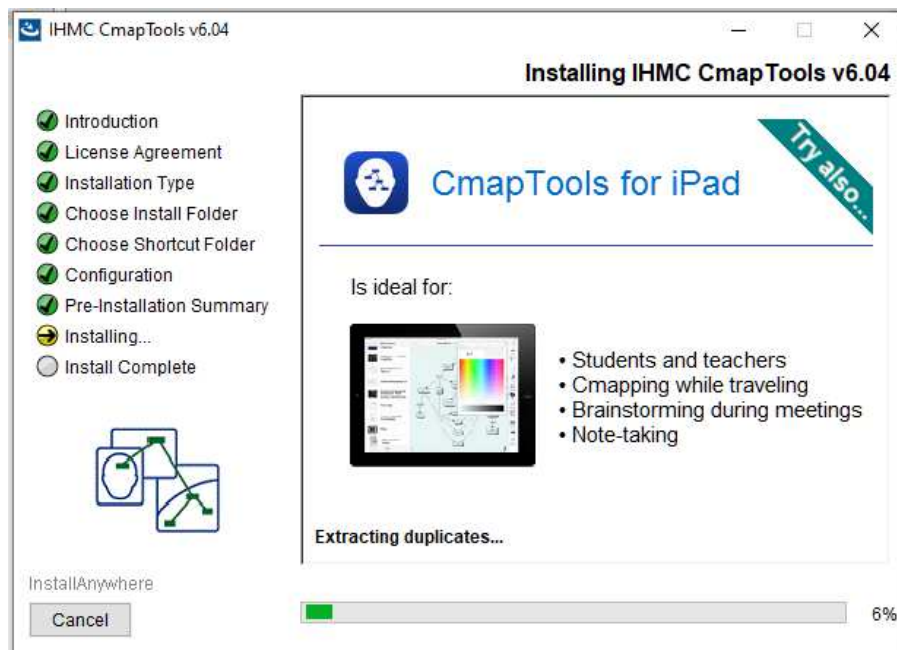 IHMC CmapTools v6.04
Installing IHMC CmapTools v6.04
Introduction
License Agreement
Installation Type
Choose Install Folder
Choose Shortcut Folder
Configuration
Pre-Installation Summary
Installing...
Install Complete
Try also...
CmapTools for iPad
Is ideal for:
• Students and teachers
• Cmapping while traveling
• Brainstorming during meetings
• Note-taking
Extracting duplicates...
InstallAnywhere
Cancel
6%